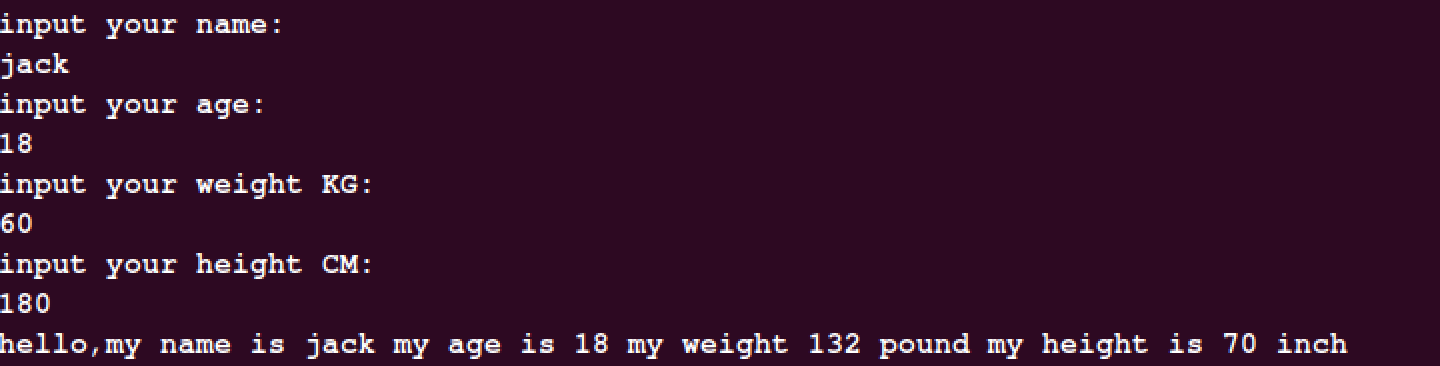 input your name:
jack
input your age:
18
input your weight KG:
60
input your height CM:
180
hello,my name is jack my age is 18 my weight 132 pound my height is 70 inch